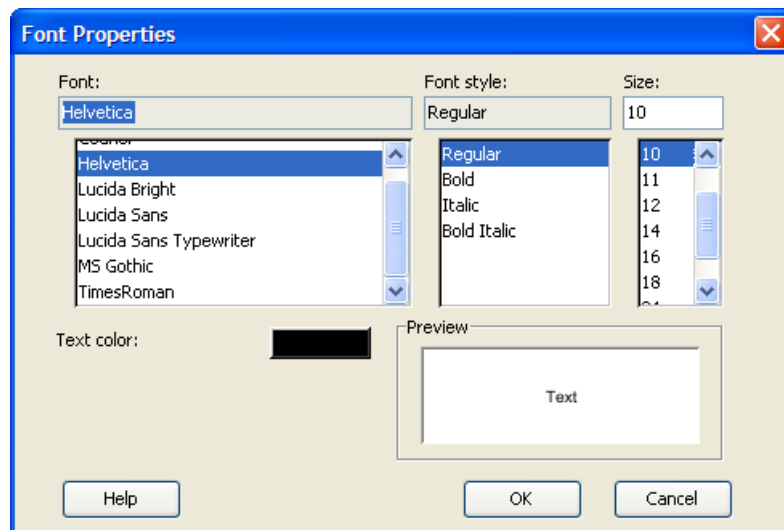 Font Properties
Font: Font style: Size:
Helvetica Regular 10
Helvetica Regular 10
Lucida Bright Bold 11
Lucida Sans Italic 12
Lucida Sans Typewriter Bold Italic 14
MS Gothic 16
TimesRoman 18
Text color: Preview
Text
Help OK Cancel